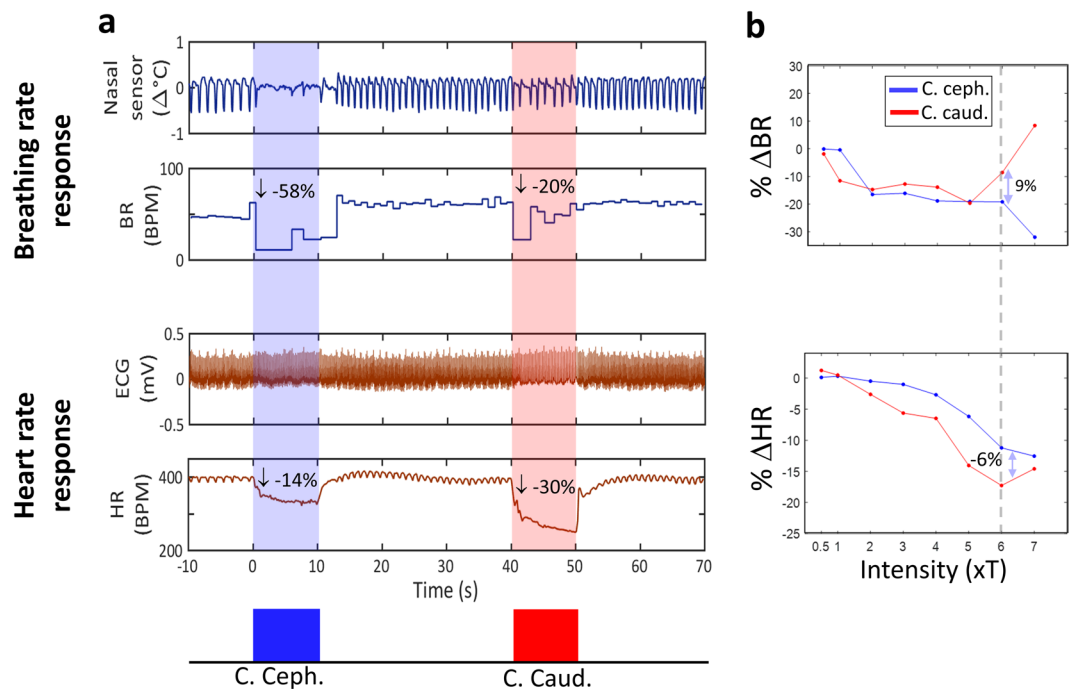 a
b
Breathing rate
response
Nasal
sensor
(Δ°C)
1
0
-1
BR
(BPM)
100
0
↓ -58%
↓ -20%
Heart rate
response
ECG
(mV)
0.5
0
-0.5
HR
(BPM)
400
200
↓ -14%
↓ -30%
-10 0 10 20 30 40 50 60 70
Time (s)
C. Ceph.
C. Caud.
% ΔBR
30
20
10
0
-10
-20
-30
C. ceph.
C. caud.
9%
% ΔHR
0
-5
-10
-15
-20
-25
-6%
0.5 1 2 3 4 5 6 7
Intensity (xT)